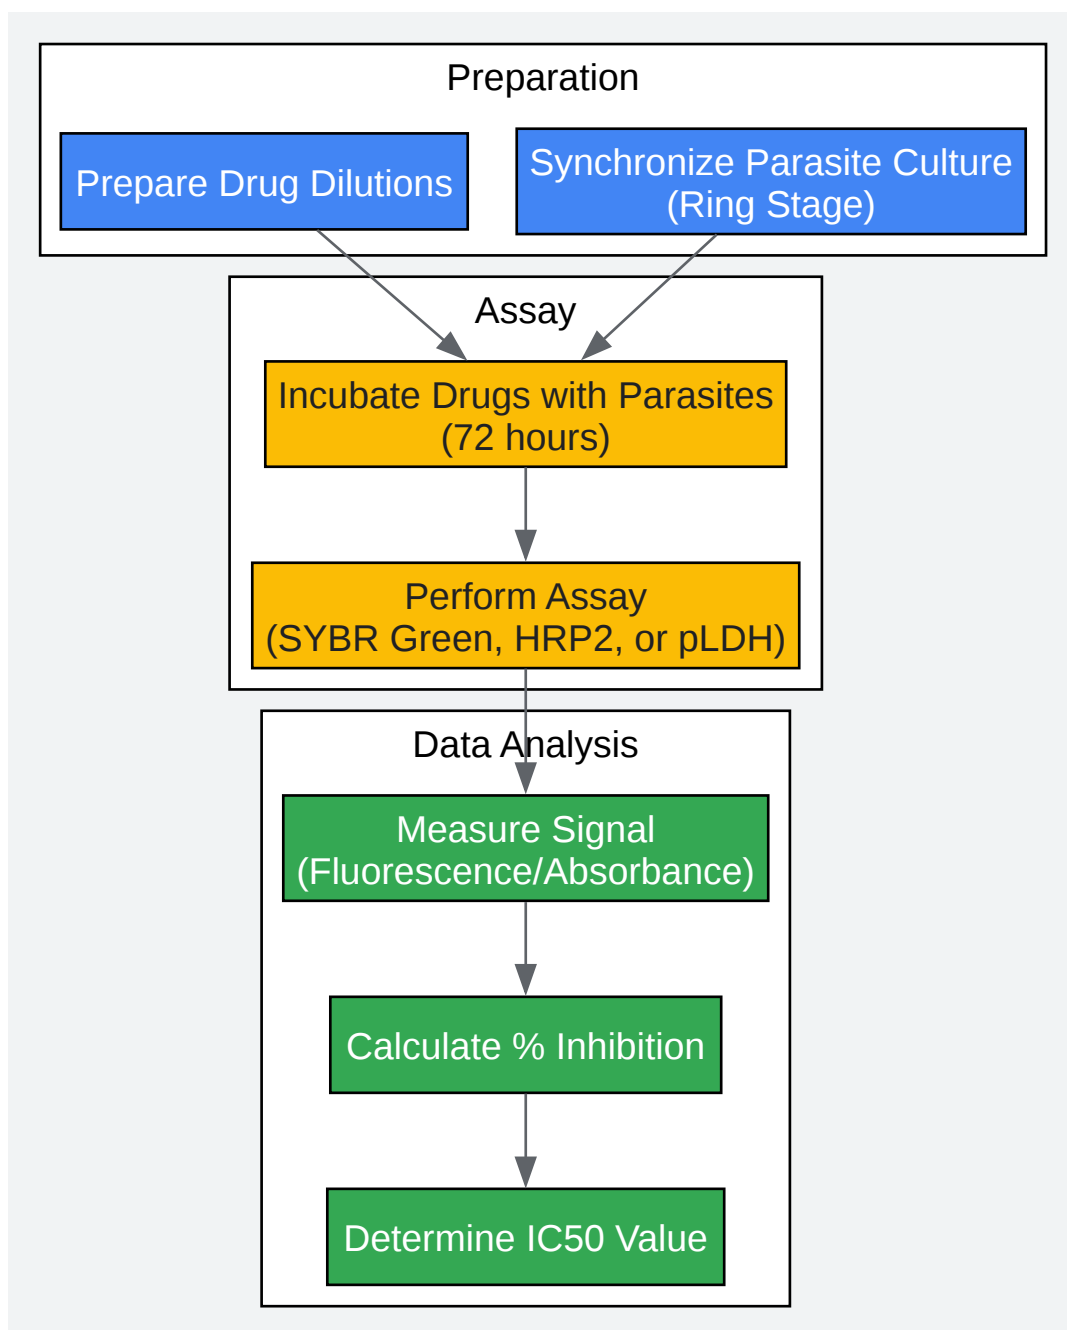 Preparation
Prepare Drug Dilutions
Synchronize Parasite Culture
(Ring Stage)
Assay
Incubate Drugs with Parasites
(72 hours)
Perform Assay
(SYBR Green, HRP2, or pLDH)
Data Analysis
Measure Signal
(Fluorescence/Absorbance)
Calculate % Inhibition
Determine IC50 Value